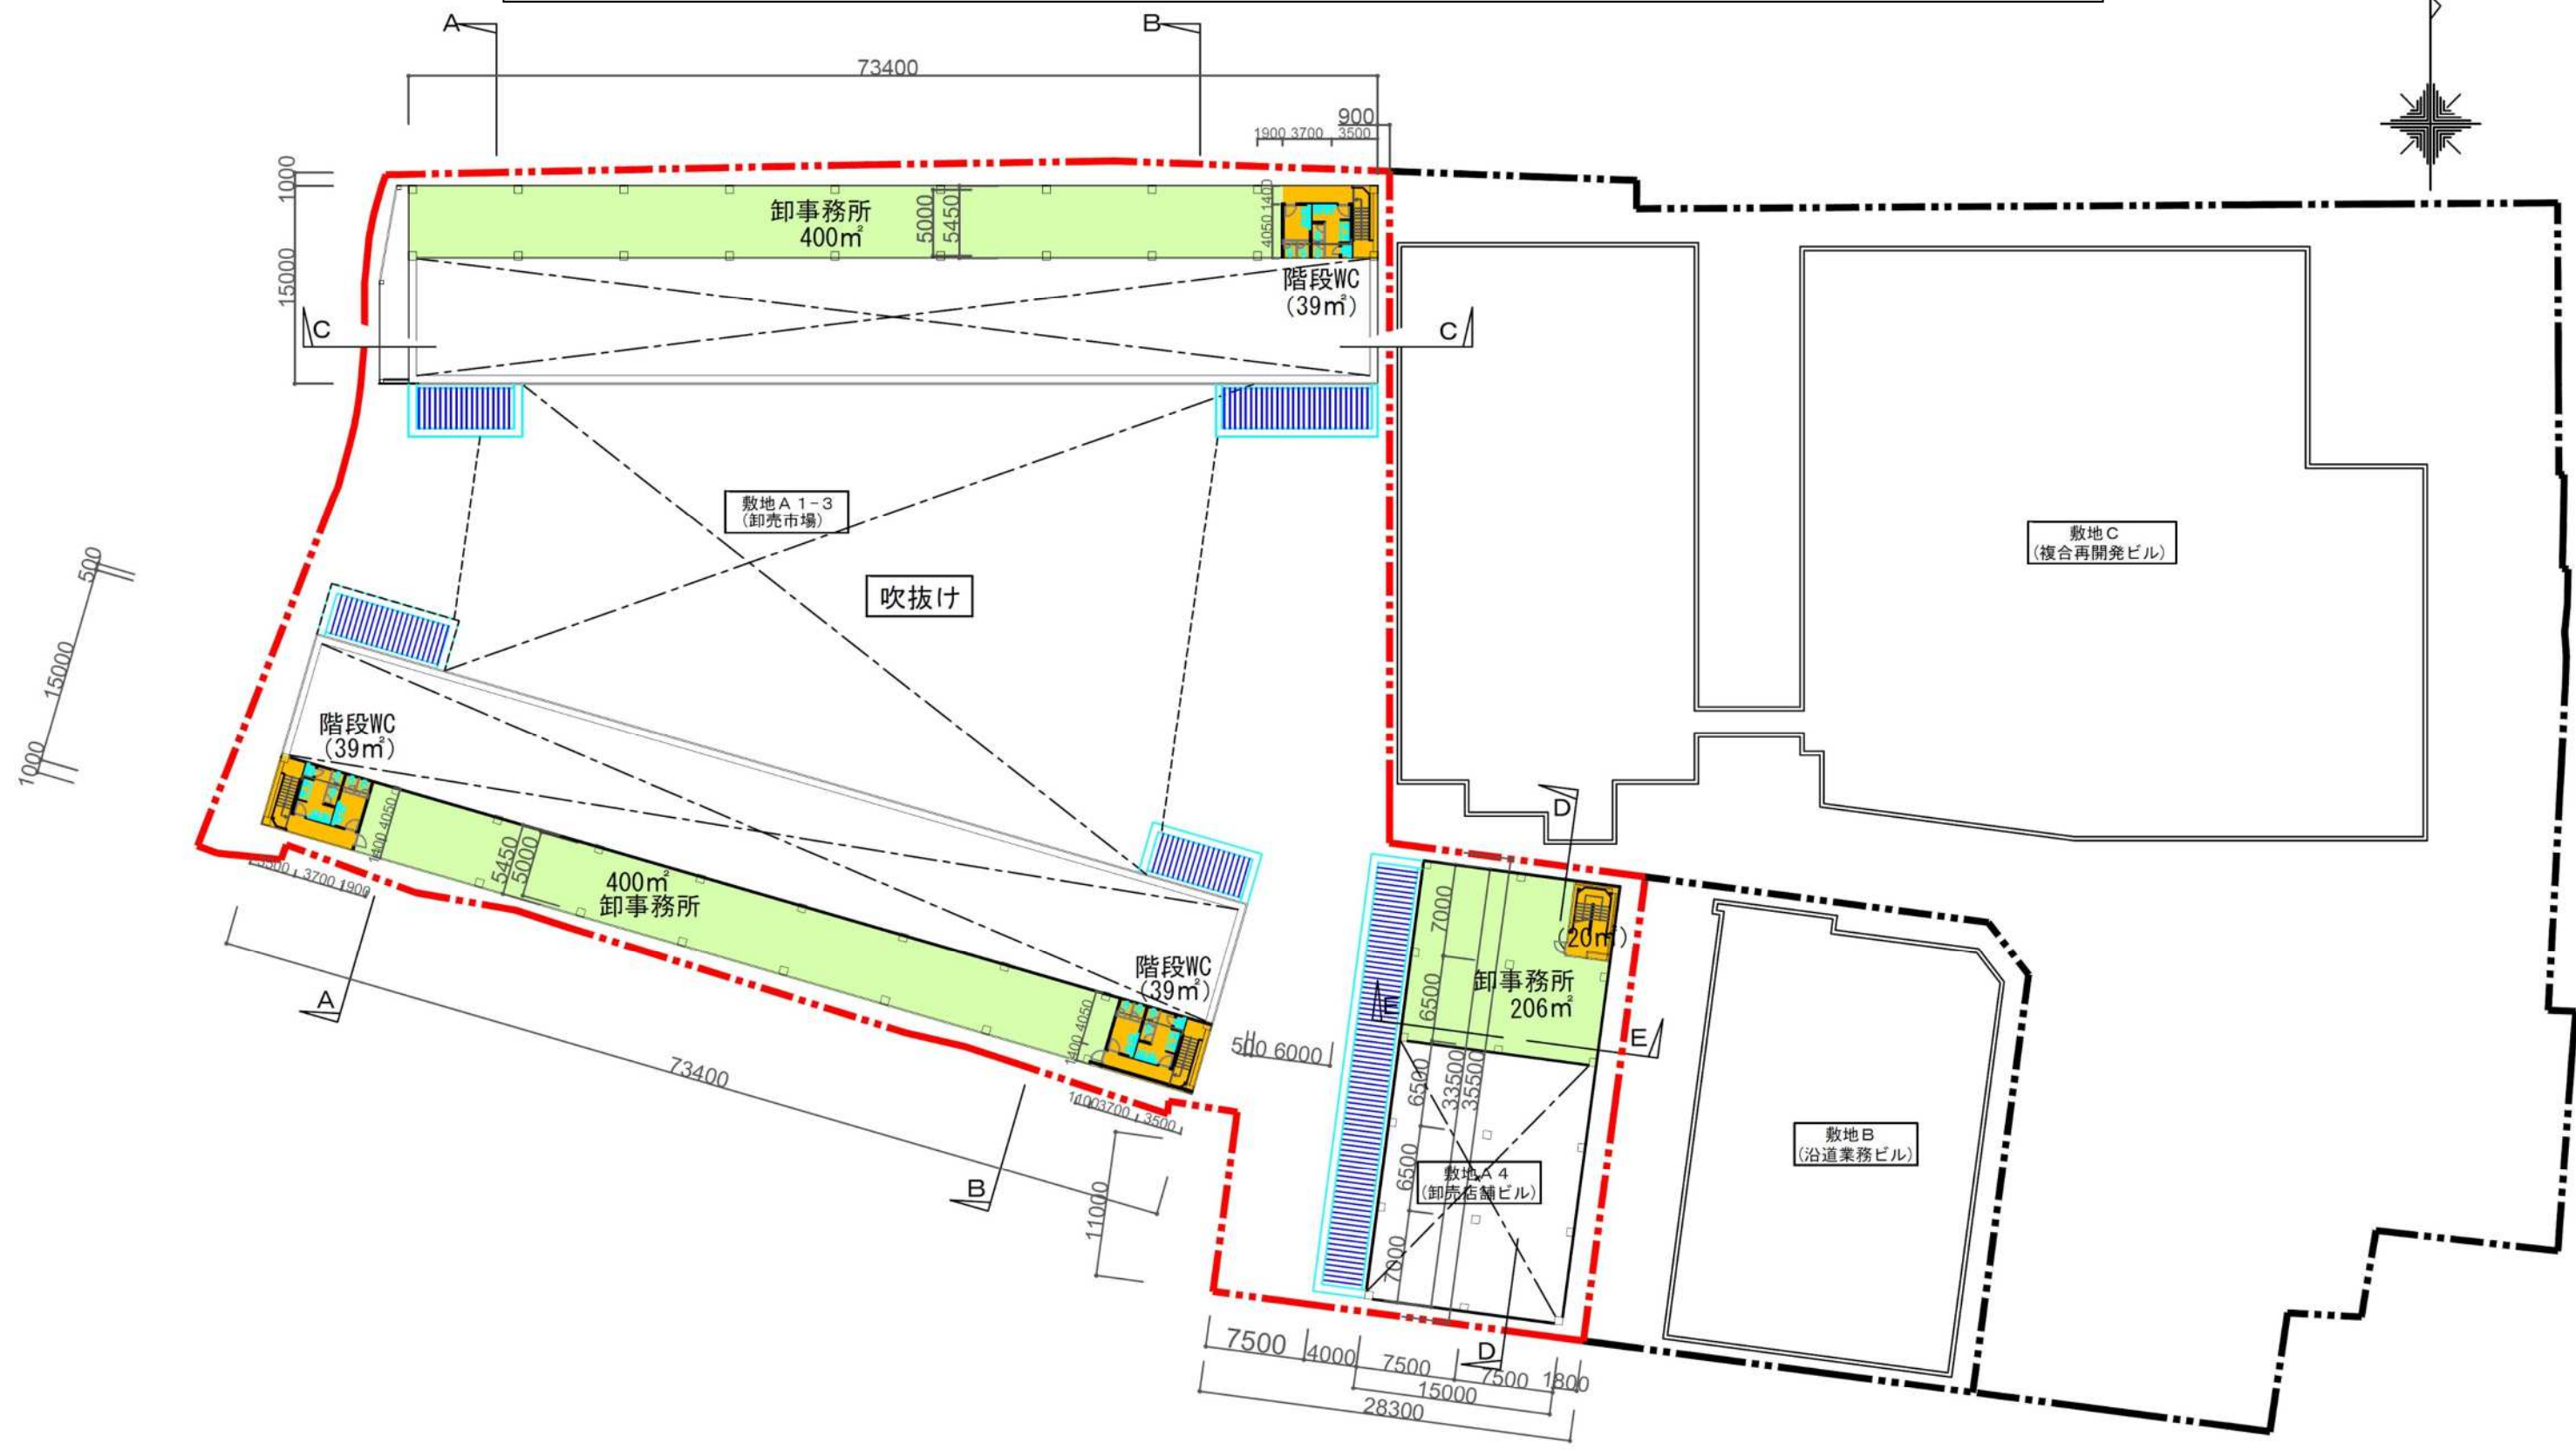 A
B
73400
900
1900 3700 3500
1000
15000
卸事務所
400㎡
5000
5450
1400
4050
階段WC
(39㎡)
C
C
敷地A 1-3
(卸売市場)
吹抜け
敷地C
(複合再開発ビル)
500
15000
1000
階段WC
(39㎡)
1400 4050
3500 3700 1900
5450
5000
400㎡
卸事務所
階段WC
(39㎡)
1400 4050
1100 3700 3500
A
B
73400
11000
500 6000
D
7000
(20㎡)
卸事務所
206㎡
6500
E
E
6500
33500
35500
6500
7000
敷地A 4
(卸売店舗ビル)
敷地B
(沿道業務ビル)
D
7500
4000
7500
7500
1800
15000
28300